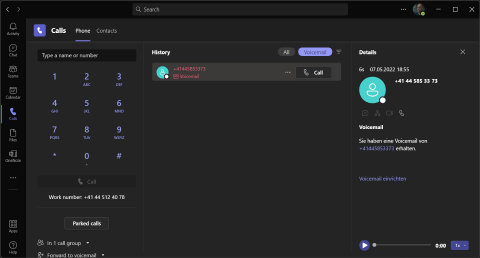 Search
Activity
Chat
Teams
Calendar
Calls
Files
OneNote
Apps
Help
Calls
Phone
Contacts
Type a name or number
1
2
ABC
3
DEF
4
GHI
5
JKL
6
MNO
7
PQRS
8
TUV
9
WXYZ
*
0
+
#
Call
Work number: +41 44 512 40 78
Parked calls
In 1 call group
Forward to voicemail
History
All
Voicemail
+41445853373
Voicemail
Call
Details
6s 07.05.2022 18:55
+41 44 585 33 73
Voicemail
Sie haben eine Voicemail von
+41445853373 erhalten.
Voicemail einrichten
0:00
1x